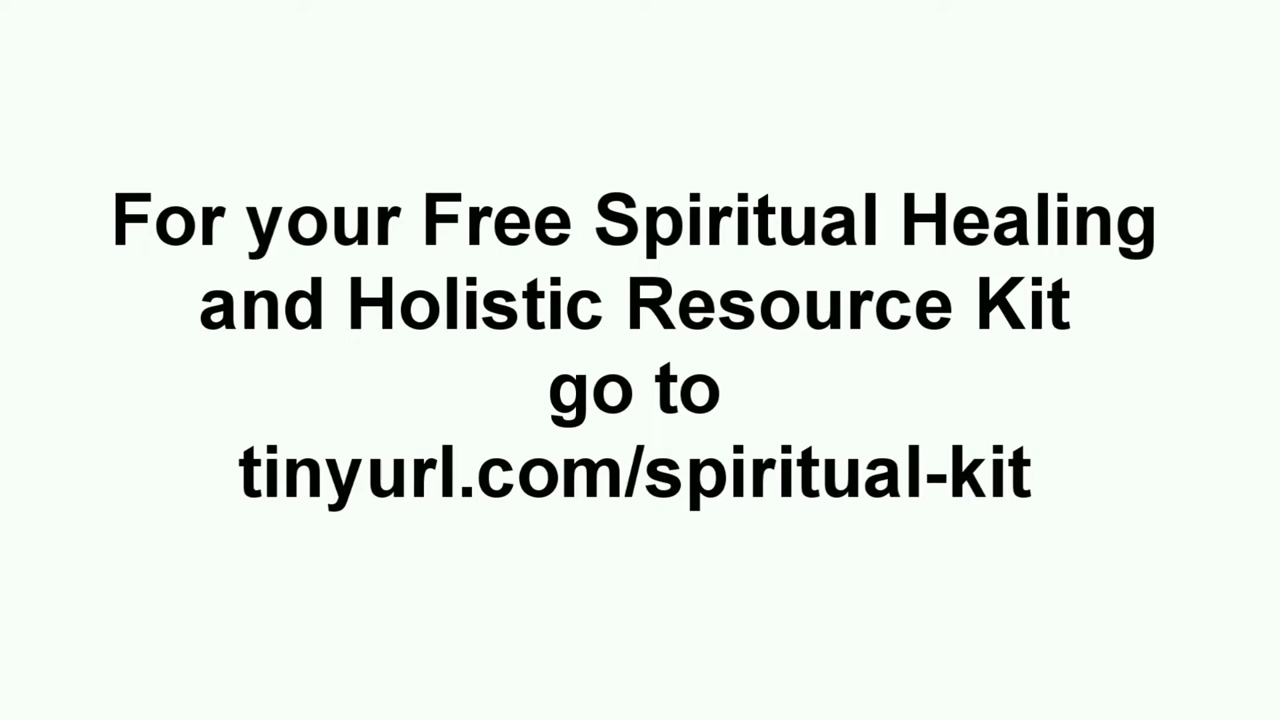 For your Free Spiritual Healing
and Holistic Resource Kit
go to
tinyurl.com/spiritual-kit